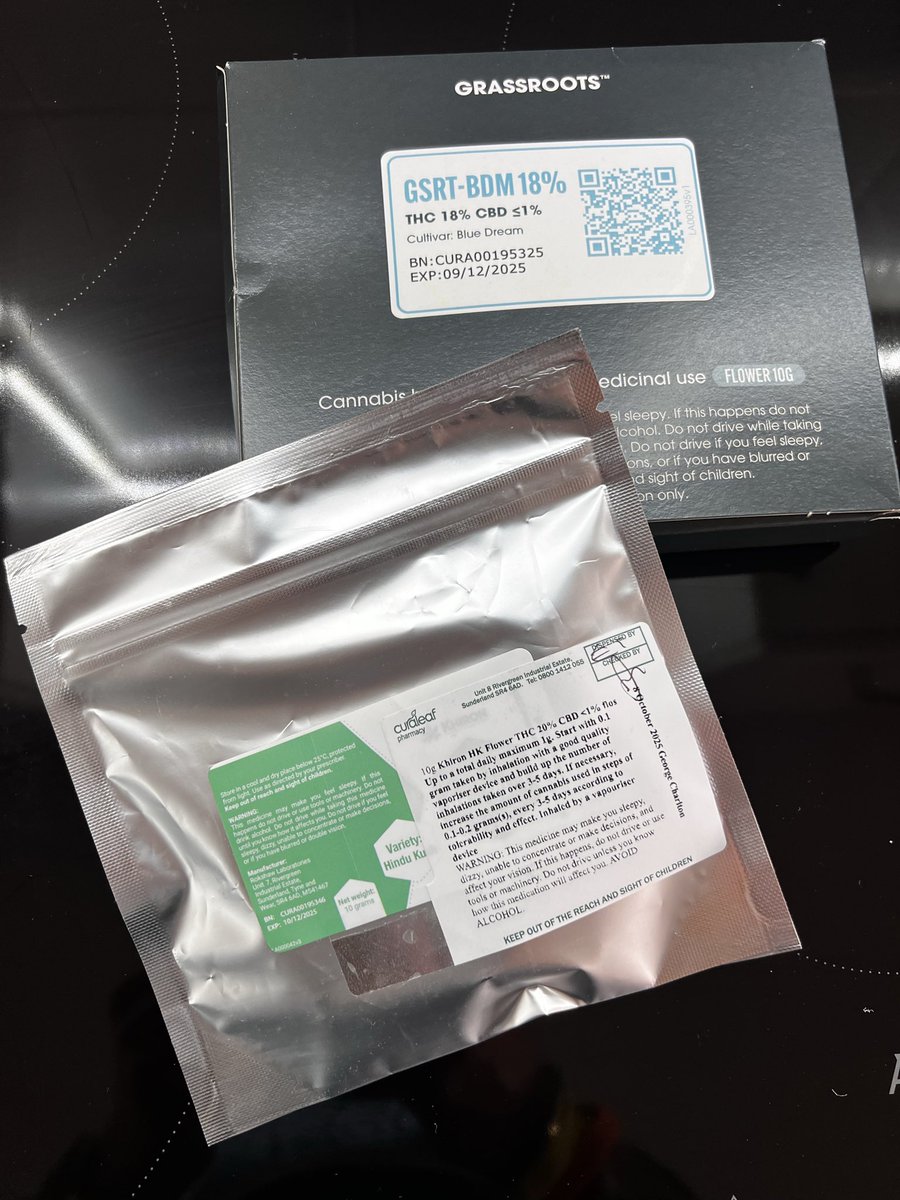 GRASSROOTS™
GSRT-BDM 18%
THC 18% CBD ≤1%
Cultivar: Blue Dream
BN:CURA00195325
EXP:09/12/2025
LAU00395v1
Cannabis
edicinal use FLOWER 10G
el sleepy. If this happens do not
lcohol. Do not drive while taking
. Do not drive if you feel sleepy,
ons, or if you have blurred or
d sight of children.
on only.
Store in a cool and dry place below 25°C, protected
from light. Use as directed by your prescriber.
Keep out of reach and sight of children.
WARNING:
This medicine may make you feel sleepy. If this
happens do not drive or use tools or machinery. Do not
drink alcohol. Do not drive while taking this medicine
until you know how it affects you. Do not drive if you feel
sleepy, dizzy, unable to concentrate or make decisions,
or if you have blurred or double vision.
Manufacturer:
Rokshaw Laboratories
Unit 7 Rivergreen
Industrial Estate,
Sunderland, Tyne and
Wear, SR4 6AD, MS41467
BN: CURA00195346
EXP: 10/12/2025
Variety:
Hindu Ku
Net weight:
10 grams
curaleaf
pharmacy
Unit 8 Rivergreen Industrial Estate,
Sunderland SR4 6AD. Tel: 0800 1412 055
DISPENSED BY
CHECKED BY
10g Khiron HK Flower THC 20% CBD <1% flos
Up to a total daily maximum 1g. Start with 0.1
gram taken by inhalation with a good quality
vaporiser device and build up the number of
inhalations taken over 3-5 days. If necessary,
increase the amount of cannabis used in steps of
0.1-0.2 grams(s), every 3-5 days according to
tolerability and effect. Inhaled by a vapouriser
device
WARNING: This medicine may make you sleepy,
dizzy, unable to concentrate or make decisions, and
affect your vision. If this happens, do not drive or use
tools or machinery. Do not drive unless you know
how this medication will affect you. AVOID
ALCOHOL.
KEEP OUT OF THE REACH AND SIGHT OF CHILDREN
8 October 2025 George Charlton